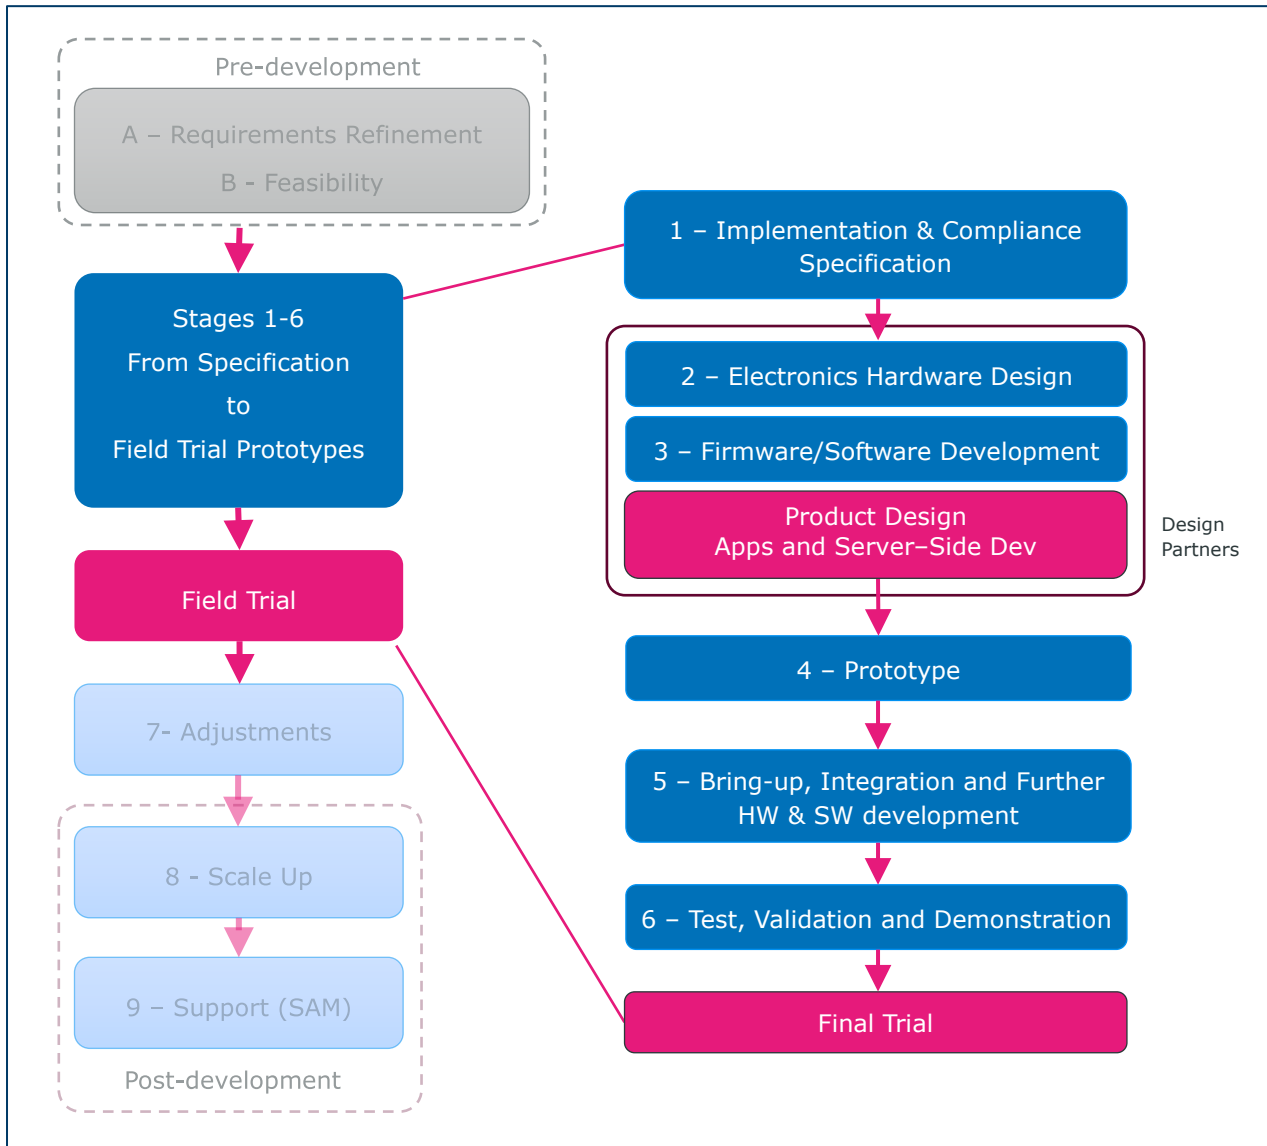 Pre-development
A – Requirements Refinement
B - Feasibility
Stages 1-6
From Specification
to
Field Trial Prototypes
Field Trial
7- Adjustments
8 - Scale Up
9 – Support (SAM)
Post-development
1 – Implementation & Compliance
Specification
2 – Electronics Hardware Design
3 – Firmware/Software Development
Product Design
Apps and Server–Side Dev
Design
Partners
4 – Prototype
5 – Bring-up, Integration and Further
HW & SW development
6 – Test, Validation and Demonstration
Final Trial